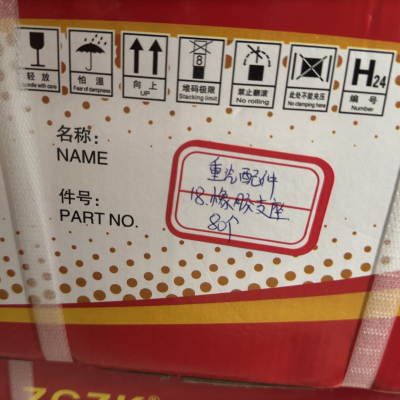 8
H24
轻放
Handle with care
怕湿
Fear of dampness
向上
UP
堆码极限
Stacking limit
禁止翻滚
No rolling
此处不能夹压
No clamping here
编号
Number
名称：
NAME
重汽配件
18.橡胶支座
80个
件号：
PART NO.
ZGZK®